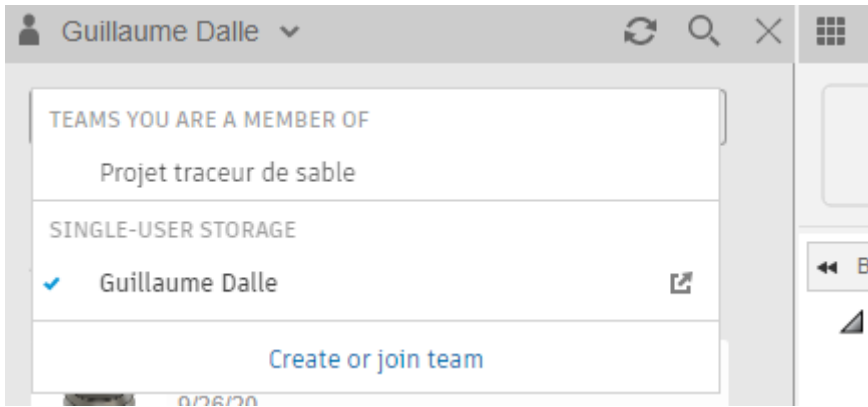 Guillaume Dalle
TEAMS YOU ARE A MEMBER OF
Projet traceur de sable
SINGLE-USER STORAGE
Guillaume Dalle
B
Create or join team
9/26/20